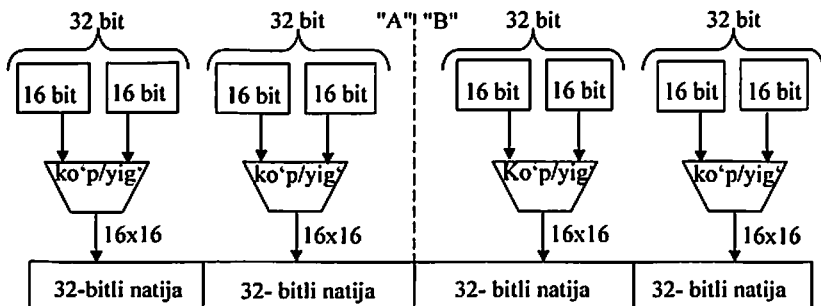 32 bit 32 bit "A" "B" 32 bit 32 bit
16 bit 16 bit 16 bit 16 bit 16 bit 16 bit 16 bit 16 bit
ko‘p/yig‘ ko‘p/yig‘ Ko‘p/yig‘ ko‘p/yig‘
16x16 16x16 16x16 16x16
32-bitli natija 32- bitli natija 32- bitli natija 32- bitli natija